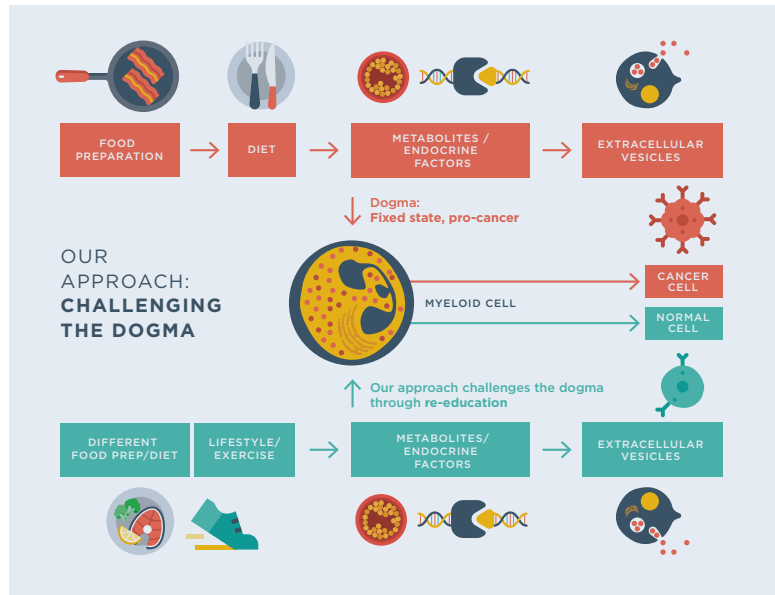 FOOD
PREPARATION
DIET
METABOLITES /
ENDOCRINE
FACTORS
EXTRACELLULAR
VESICLES
Dogma:
Fixed state, pro-cancer
OUR
APPROACH:
CHALLENGING
THE DOGMA
MYELOID CELL
CANCER
CELL
NORMAL
CELL
Our approach challenges the dogma
through re-education
DIFFERENT
FOOD PREP/DIET
LIFESTYLE/
EXERCISE
METABOLITES/
ENDOCRINE
FACTORS
EXTRACELLULAR
VESICLES